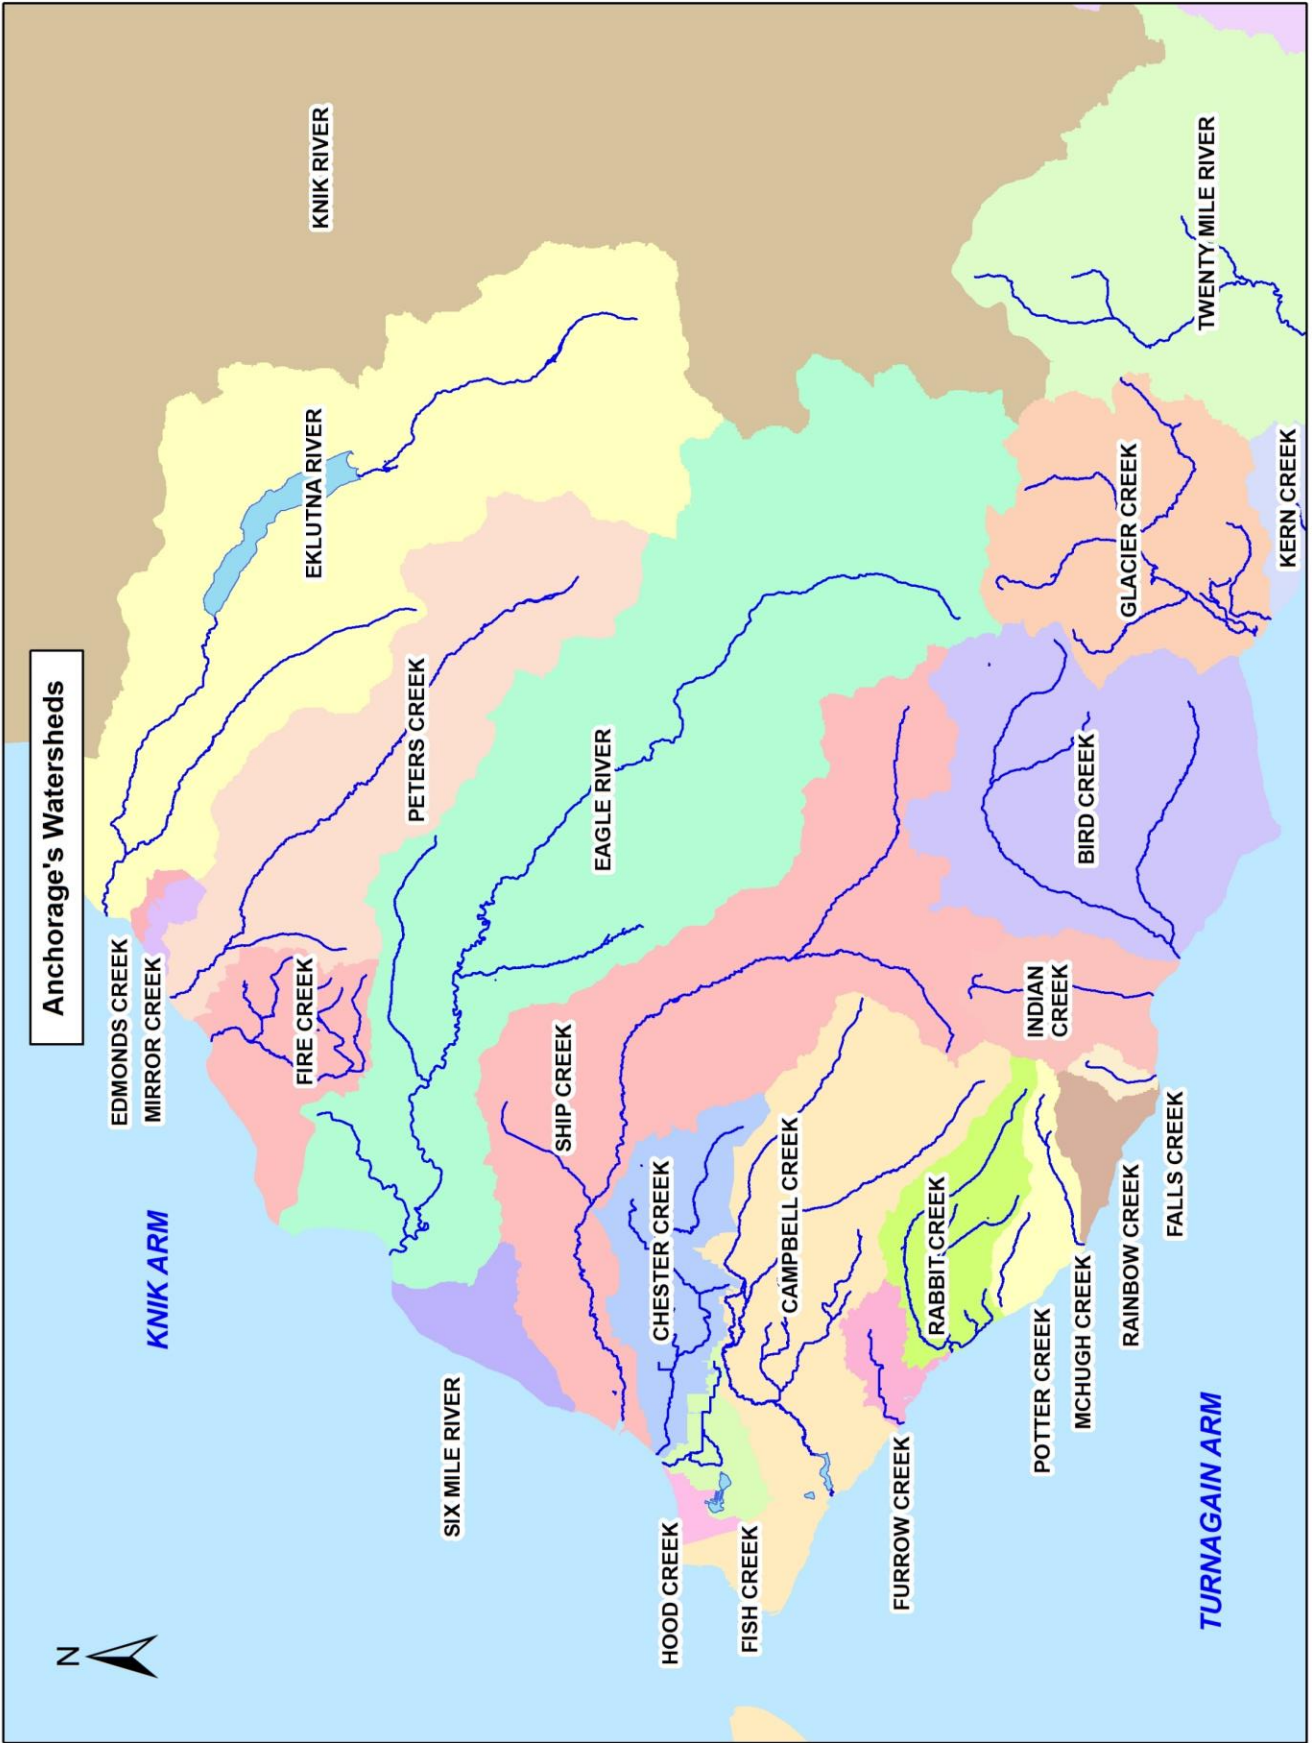 Anchorage's Watersheds
N
KNIK ARM
EDMONDS CREEK
MIRROR CREEK
EKLUTNA RIVER
KNIK RIVER
FIRE CREEK
PETERS CREEK
SIX MILE RIVER
SHIP CREEK
EAGLE RIVER
HOOD CREEK
CHESTER CREEK
FISH CREEK
CAMPBELL CREEK
FURROW CREEK
RABBIT CREEK
POTTER CREEK
MCHUGH CREEK
INDIAN
CREEK
BIRD CREEK
GLACIER CREEK
RAINBOW CREEK
FALLS CREEK
TURNAGAIN ARM
TWENTY MILE RIVER
KERN CREEK